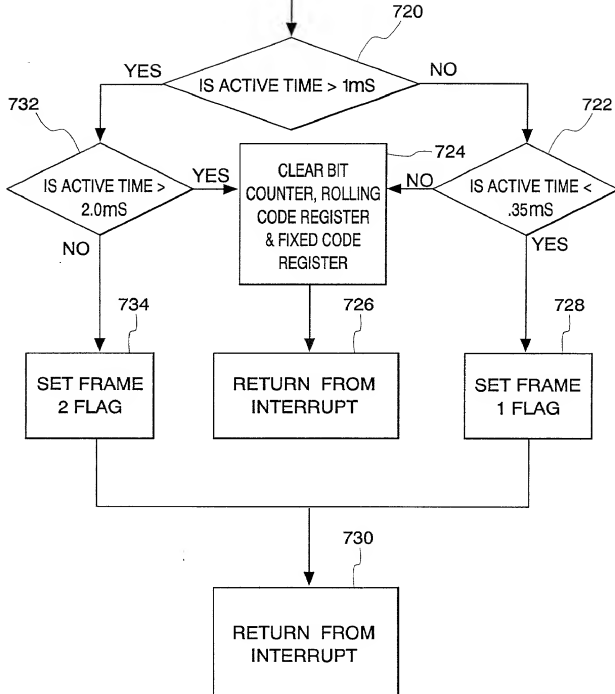 720
IS ACTIVE TIME > 1mS
YES
NO
732
IS ACTIVE TIME >
2.0mS
YES
NO
724
CLEAR BIT
COUNTER, ROLLING
CODE REGISTER
& FIXED CODE
REGISTER
722
IS ACTIVE TIME <
.35mS
NO
YES
734
SET FRAME
2 FLAG
726
RETURN FROM
INTERRUPT
728
SET FRAME
1 FLAG
730
RETURN FROM
INTERRUPT